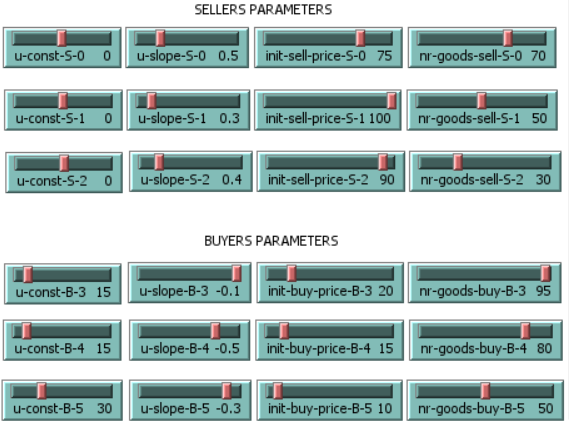 SELLERS PARAMETERS
u-const-S-0 0 u-slope-S-0 0.5 init-sell-price-S-0 75 nr-goods-sell-S-0 70
u-const-S-1 0 u-slope-S-1 0.3 init-sell-price-S-1 100 nr-goods-sell-S-1 50
u-const-S-2 0 u-slope-S-2 0.4 init-sell-price-S-2 90 nr-goods-sell-S-2 30
BUYERS PARAMETERS
u-const-B-3 15 u-slope-B-3 -0.1 init-buy-price-B-3 20 nr-goods-buy-B-3 95
u-const-B-4 15 u-slope-B-4 -0.5 init-buy-price-B-4 15 nr-goods-buy-B-4 80
u-const-B-5 30 u-slope-B-5 -0.3 init-buy-price-B-5 10 nr-goods-buy-B-5 50